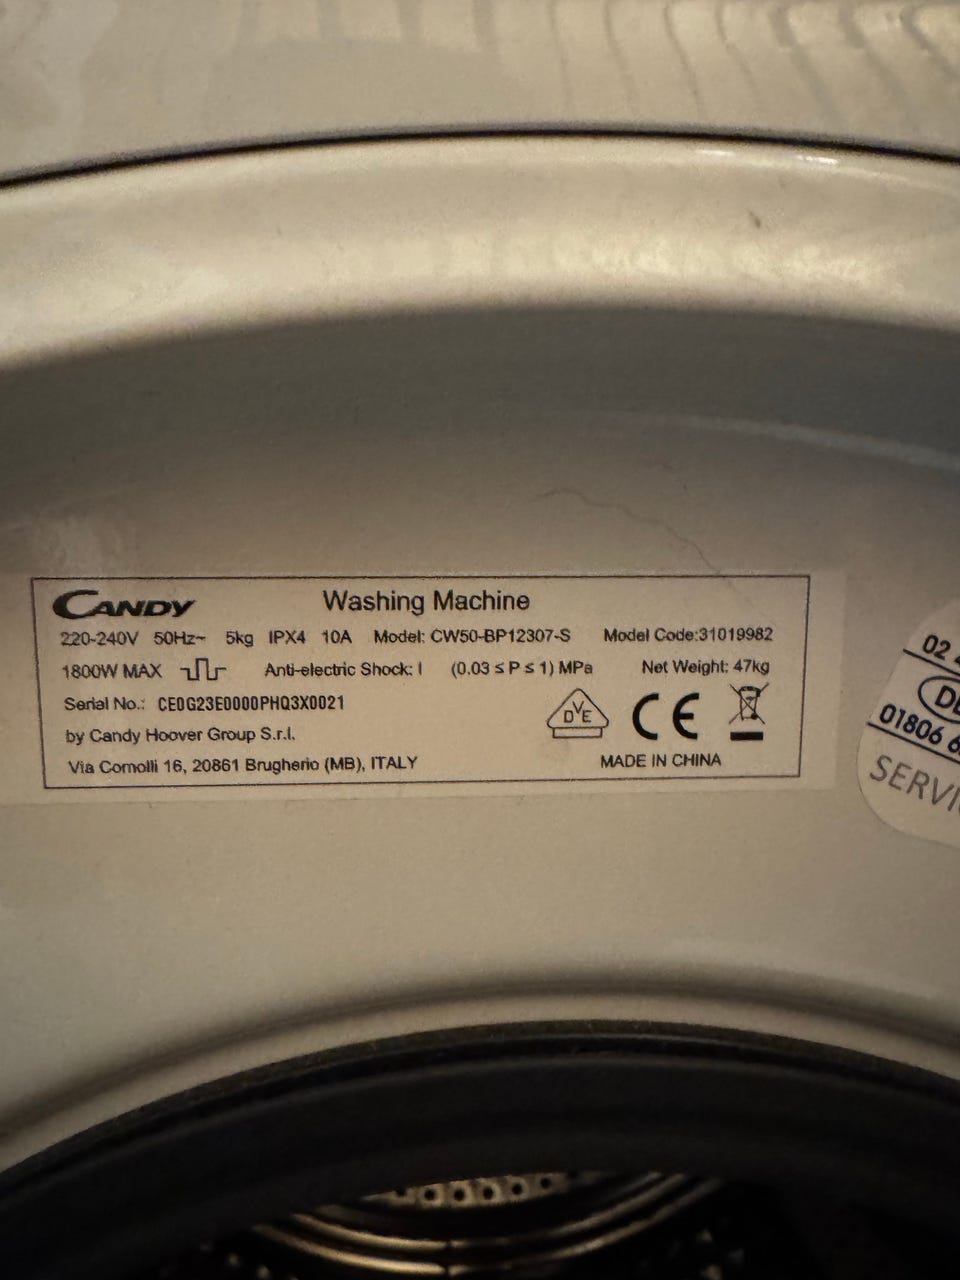 CANDY Washing Machine
220-240V 50Hz~ 5kg IPX4 10A Model: CW50-BP12307-S Model Code:31019982
1800W MAX Anti-electric Shock: I (0.03 ≤ P ≤ 1) MPa Net Weight: 47kg
Serial No.: CE0G23E0000PHQ3X0021
by Candy Hoover Group S.r.l.
Via Comolli 16, 20861 Brugherio (MB), ITALY
DVE CE
MADE IN CHINA
02
01806 6
SERVI